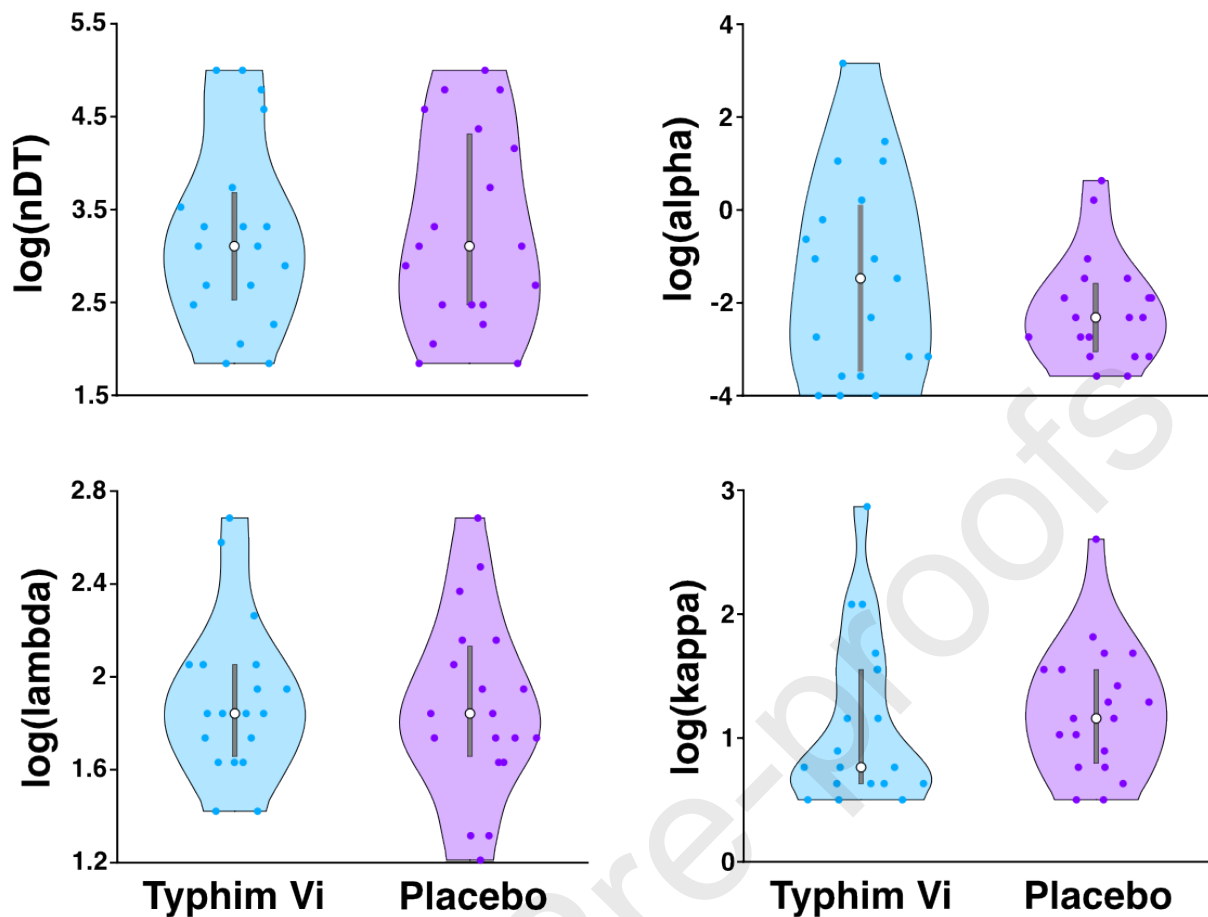 5.5
4.5
3.5
2.5
1.5
log(nDT)
4
2
0
-2
-4
log(alpha)
2.8
2.4
2
1.6
1.2
log(lambda)
3
2
1
0
log(kappa)
Typhim Vi
Placebo
Typhim Vi
Placebo
pre-proofs